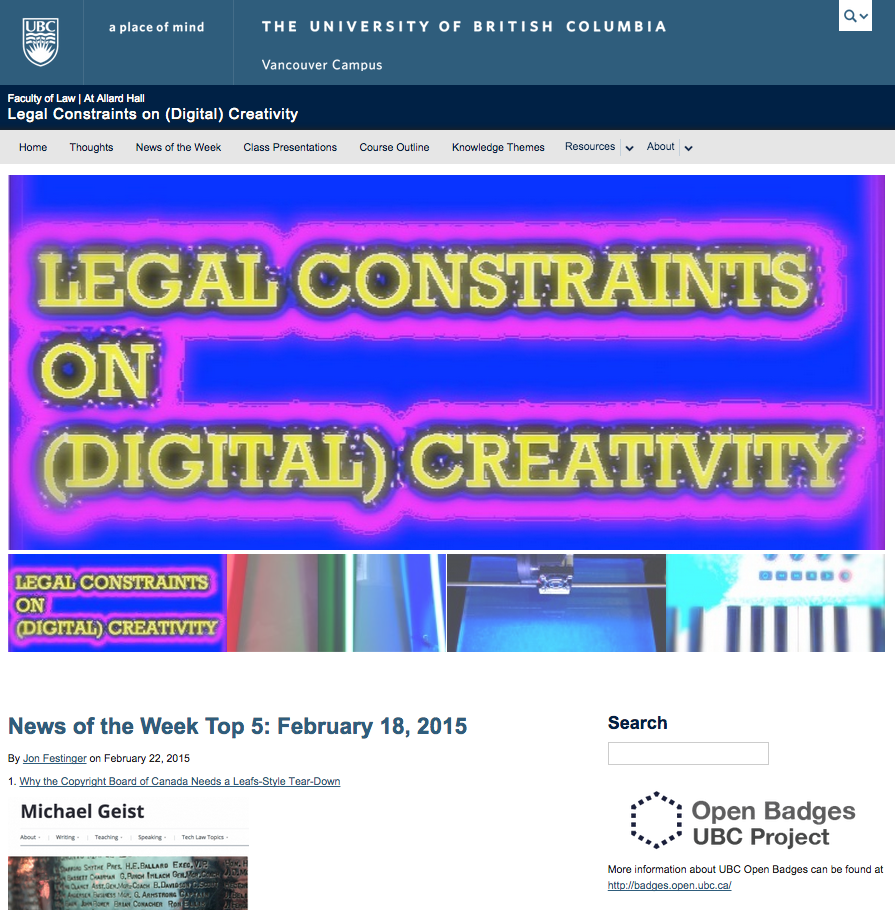 UBC
a place of mind
THE UNIVERSITY OF BRITISH COLUMBIA
Vancouver Campus
Faculty of Law | At Allard Hall
Legal Constraints on (Digital) Creativity
Home Thoughts News of the Week Class Presentations Course Outline Knowledge Themes Resources About
LEGAL CONSTRAINTS
ON
(DIGITAL) CREATIVITY
LEGAL CONSTRAINTS
ON
(DIGITAL) CREATIVITY
News of the Week Top 5: February 18, 2015
By Jon Festinger on February 22, 2015
1. Why the Copyright Board of Canada Needs a Leafs-Style Tear-Down
Michael Geist
About Writing Teaching Speaking Tech Law Topics
Search
Open Badges
UBC Project
More information about UBC Open Badges can be found at
http://badges.open.ubc.ca/